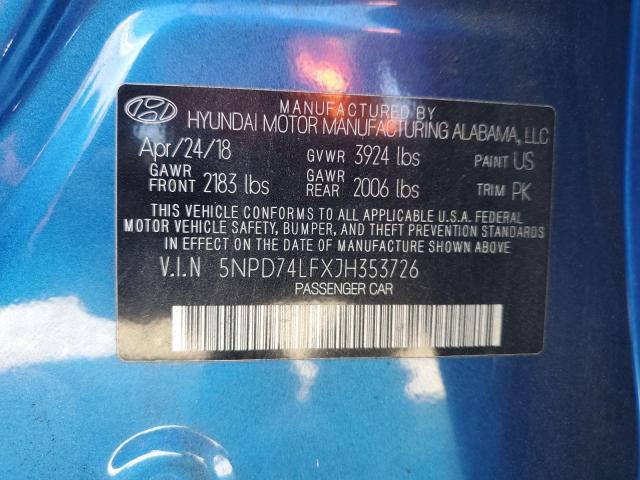 MANUFACTURED BY
HYUNDAI MOTOR MANUFACTURING ALABAMA, LLC
Apr/24/18 GVWR 3924 lbs PAINT US
GAWR FRONT 2183 lbs GAWR REAR 2006 lbs TRIM PK
THIS VEHICLE CONFORMS TO ALL APPLICABLE U.S.A. FEDERAL
MOTOR VEHICLE SAFETY, BUMPER, AND THEFT PREVENTION STANDARDS
IN EFFECT ON THE DATE OF MANUFACTURE SHOWN ABOVE.
V.I.N 5NPD74LFXJH353726
PASSENGER CAR